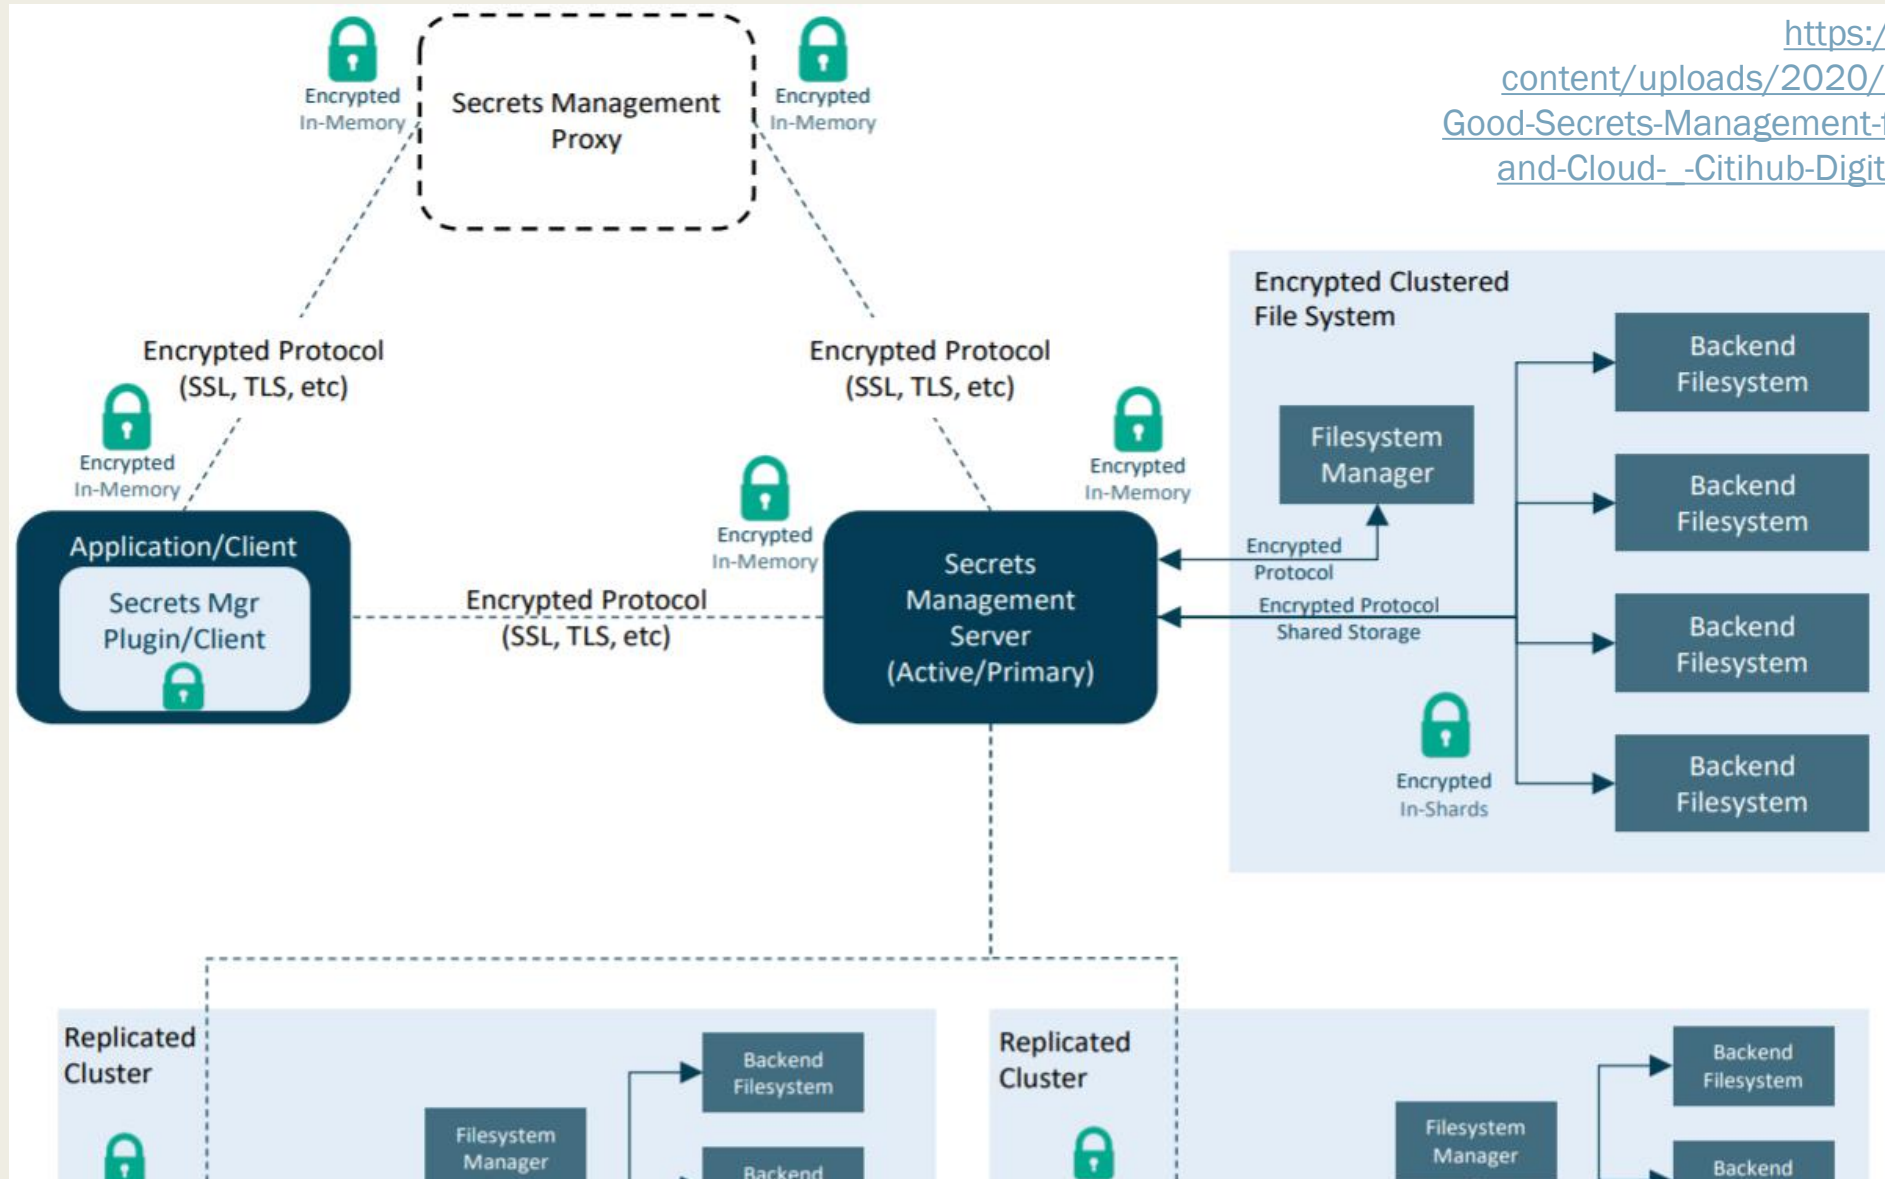 https:/
content/uploads/2020/
Good-Secrets-Management-f
and-Cloud-_-Citihub-Digit
Encrypted
In-Memory
Secrets Management
Proxy
Encrypted
In-Memory
Encrypted Protocol
(SSL, TLS, etc)
Encrypted Protocol
(SSL, TLS, etc)
Encrypted
In-Memory
Encrypted
In-Memory
Encrypted
In-Memory
Application/Client
Secrets Mgr
Plugin/Client
Encrypted Protocol
(SSL, TLS, etc)
Secrets
Management
Server
(Active/Primary)
Encrypted Clustered
File System
Filesystem
Manager
Encrypted
Protocol
Encrypted Protocol
Shared Storage
Backend
Filesystem
Backend
Filesystem
Backend
Filesystem
Backend
Filesystem
Encrypted
In-Shards
Replicated
Cluster
Filesystem
Manager
Backend
Filesystem
Backend
Replicated
Cluster
Filesystem
Manager
Backend
Filesystem
Backend